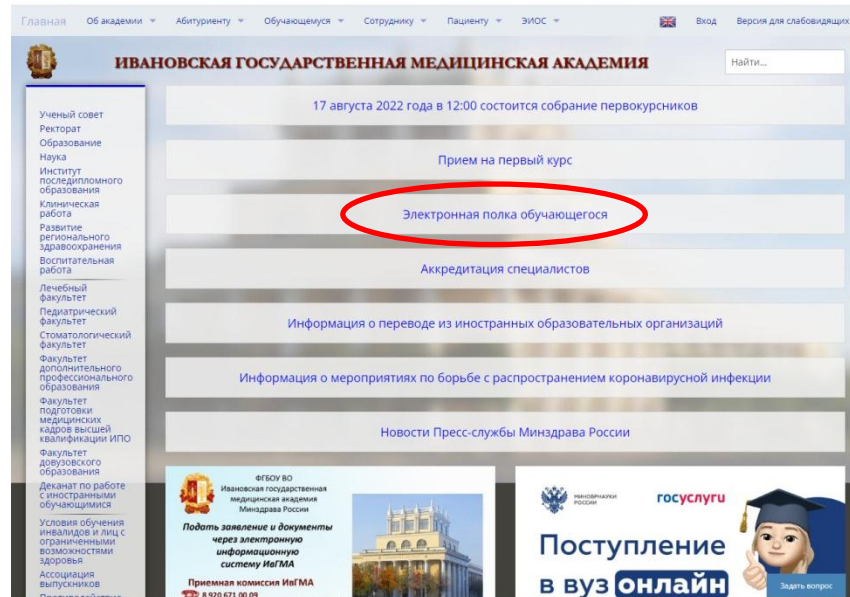 Главная Об академии Абитуриенту Обучающемуся Сотруднику Пациенту ЭИОС Вход Версия для слабовидящих
ИВАНОВСКАЯ ГОСУДАРСТВЕННАЯ МЕДИЦИНСКАЯ АКАДЕМИЯ
Найти...
Ученый совет
Ректорат
Образование
Наука
Институт
последипломного
образования
Клиническая
работа
Развитие
регионального
здравоохранения
Воспитательная
работа
Лечебный
факультет
Педиатрический
факультет
Стоматологический
факультет
Факультет
дополнительного
профессионального
образования
Факультет
подготовки
медицинских
кадров высшей
квалификации ИПО
Факультет
довузовского
образования
Деканат по работе
с иностранными
обучающимися
Условия обучения
инвалидов и лиц с
ограниченными
возможностями
здоровья
Ассоциация
выпускников
Противодействие
17 августа 2022 года в 12:00 состоится собрание первокурсников
Прием на первый курс
Электронная полка обучающегося
Аккредитация специалистов
Информация о переводе из иностранных образовательных организаций
Информация о мероприятиях по борьбе с распространением коронавирусной инфекции
Новости Пресс-службы Минздрава России
ФГБОУ ВО
Ивановская государственная
медицинская академия
Минздрава России
Подать заявление и документы
через электронную
информационную
систему ИвГМА
Приемная комиссия ИвГМА
8 920 671 00 09
МИНОБРНАУКИ
РОССИИ
госуслуги
Поступление
в вуз онлайн
Задать вопрос